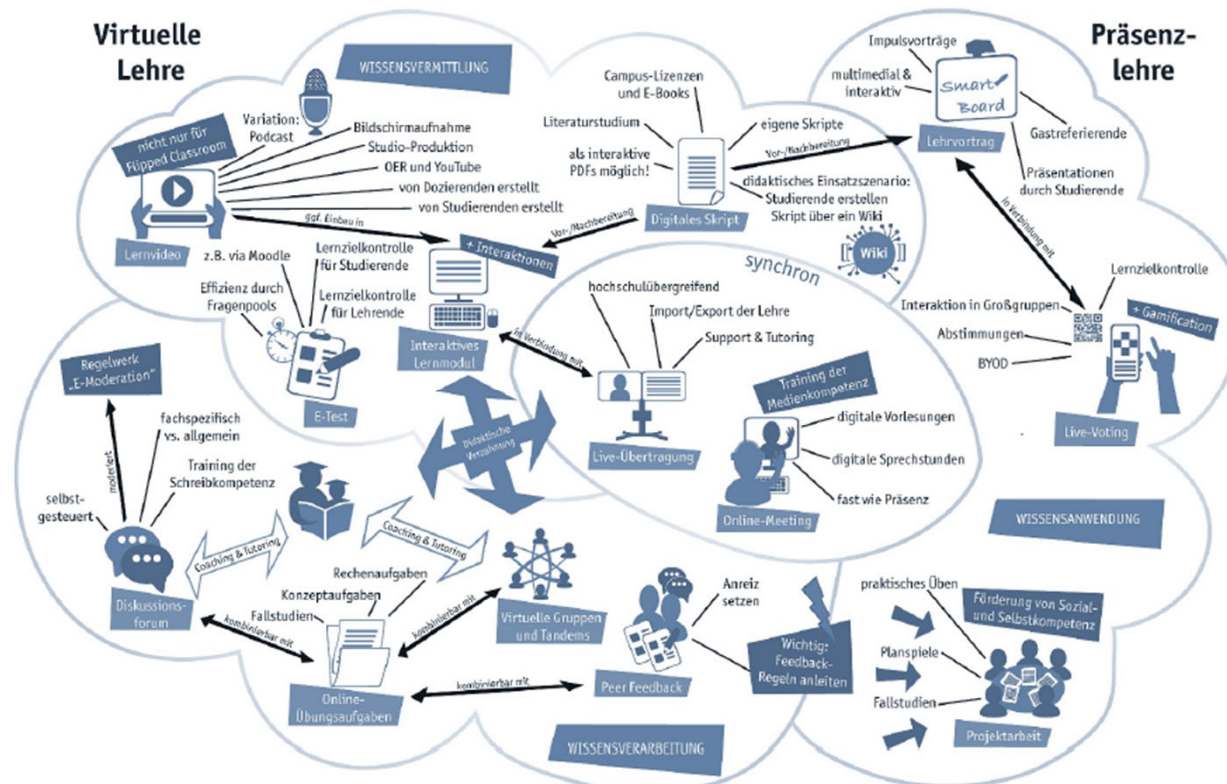 Virtuelle
Lehre
WISSENSVERMITTLUNG
nicht nur für
Flipped Classroom
Variation:
Podcast
Bildschirmaufnahme
Studio-Produktion
OER und YouTube
von Dozierenden erstellt
von Studierenden erstellt
Lernvideo
ggf. Einbau in
Campus-Lizenzen
und E-Books
Literaturstudium
als interaktive
PDFs möglich!
eigene Skripte
didaktisches Einsatzszenario:
Studierende erstellen
Skript über ein Wiki
Digitales Skript
Wiki
Vor-/Nachbereitung
Vor-/Nachbereitung
Präsenz-
lehre
Impulsvorträge
multimedial &
interaktiv
Smart
Board
Gastreferierende
Präsentationen
durch Studierende
Lehrvortrag
in Verbindung mit
Lernzielkontrolle
Interaktion in Großgruppen
Abstimmungen
BYOD
+ Gamification
Live-Voting
+ Interaktionen
Interaktives
Lernmodul
z.B. via Moodle
Lernzielkontrolle
für Studierende
Effizienz durch
Fragenpools
Lernzielkontrolle
für Lehrende
E-Test
in Verbindung mit
synchron
hochschulübergreifend
Import/Export der Lehre
Support & Tutoring
Live-Übertragung
Training der
Medienkompetenz
digitale Vorlesungen
digitale Sprechstunden
fast wie Präsenz
Online-Meeting
Didaktische
Verzahnung
Regelwerk
„E-Moderation"
moderiert
fachspezifisch
vs. allgemein
Training der
Schreibkompetenz
selbst-
gesteuert
Diskussions-
forum
Coaching & Tutoring
Coaching & Tutoring
kombinierbar mit
Rechenaufgaben
Konzeptaufgaben
Fallstudien
Online-
Übungsaufgaben
kombinierbar mit
Virtuelle Gruppen
und Tandems
kombinierbar mit
Anreiz
setzen
Wichtig:
Feedback-
Regeln anleiten
Peer Feedback
WISSENSVERARBEITUNG
WISSENSANWENDUNG
praktisches Üben
Planspiele
Fallstudien
Förderung von Sozial-
und Selbstkompetenz
Projektarbeit